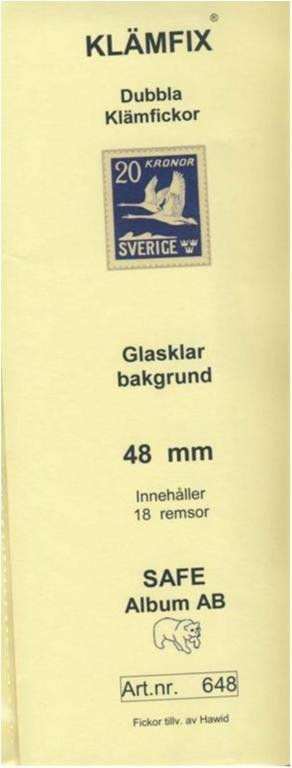 KLÄMFIX®
Dubbla
Klämfickor
20 KRONOR
SVERIGE
Glasklar
bakgrund
48 mm
Innehåller
18 remsor
SAFE
Album AB
Art.nr. 648
Fickor tillv. av Hawid